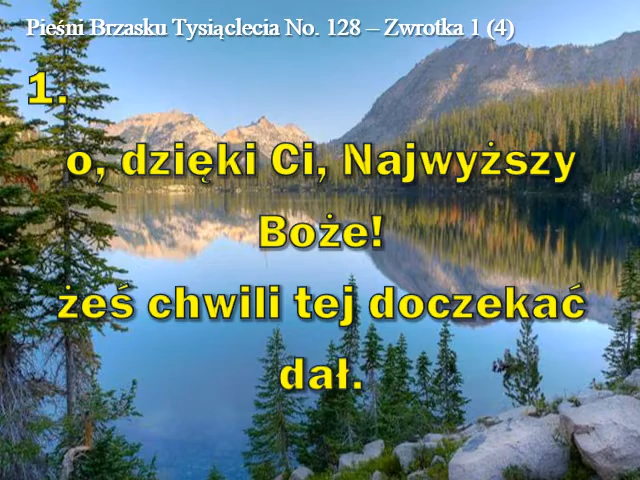 Pieśni Brzasku Tysiąclecia No. 128 – Zwrotka 1 (4)
1.
o, dzięki Ci, Najwyższy
Boże!
żeś chwili tej doczekać
dał.